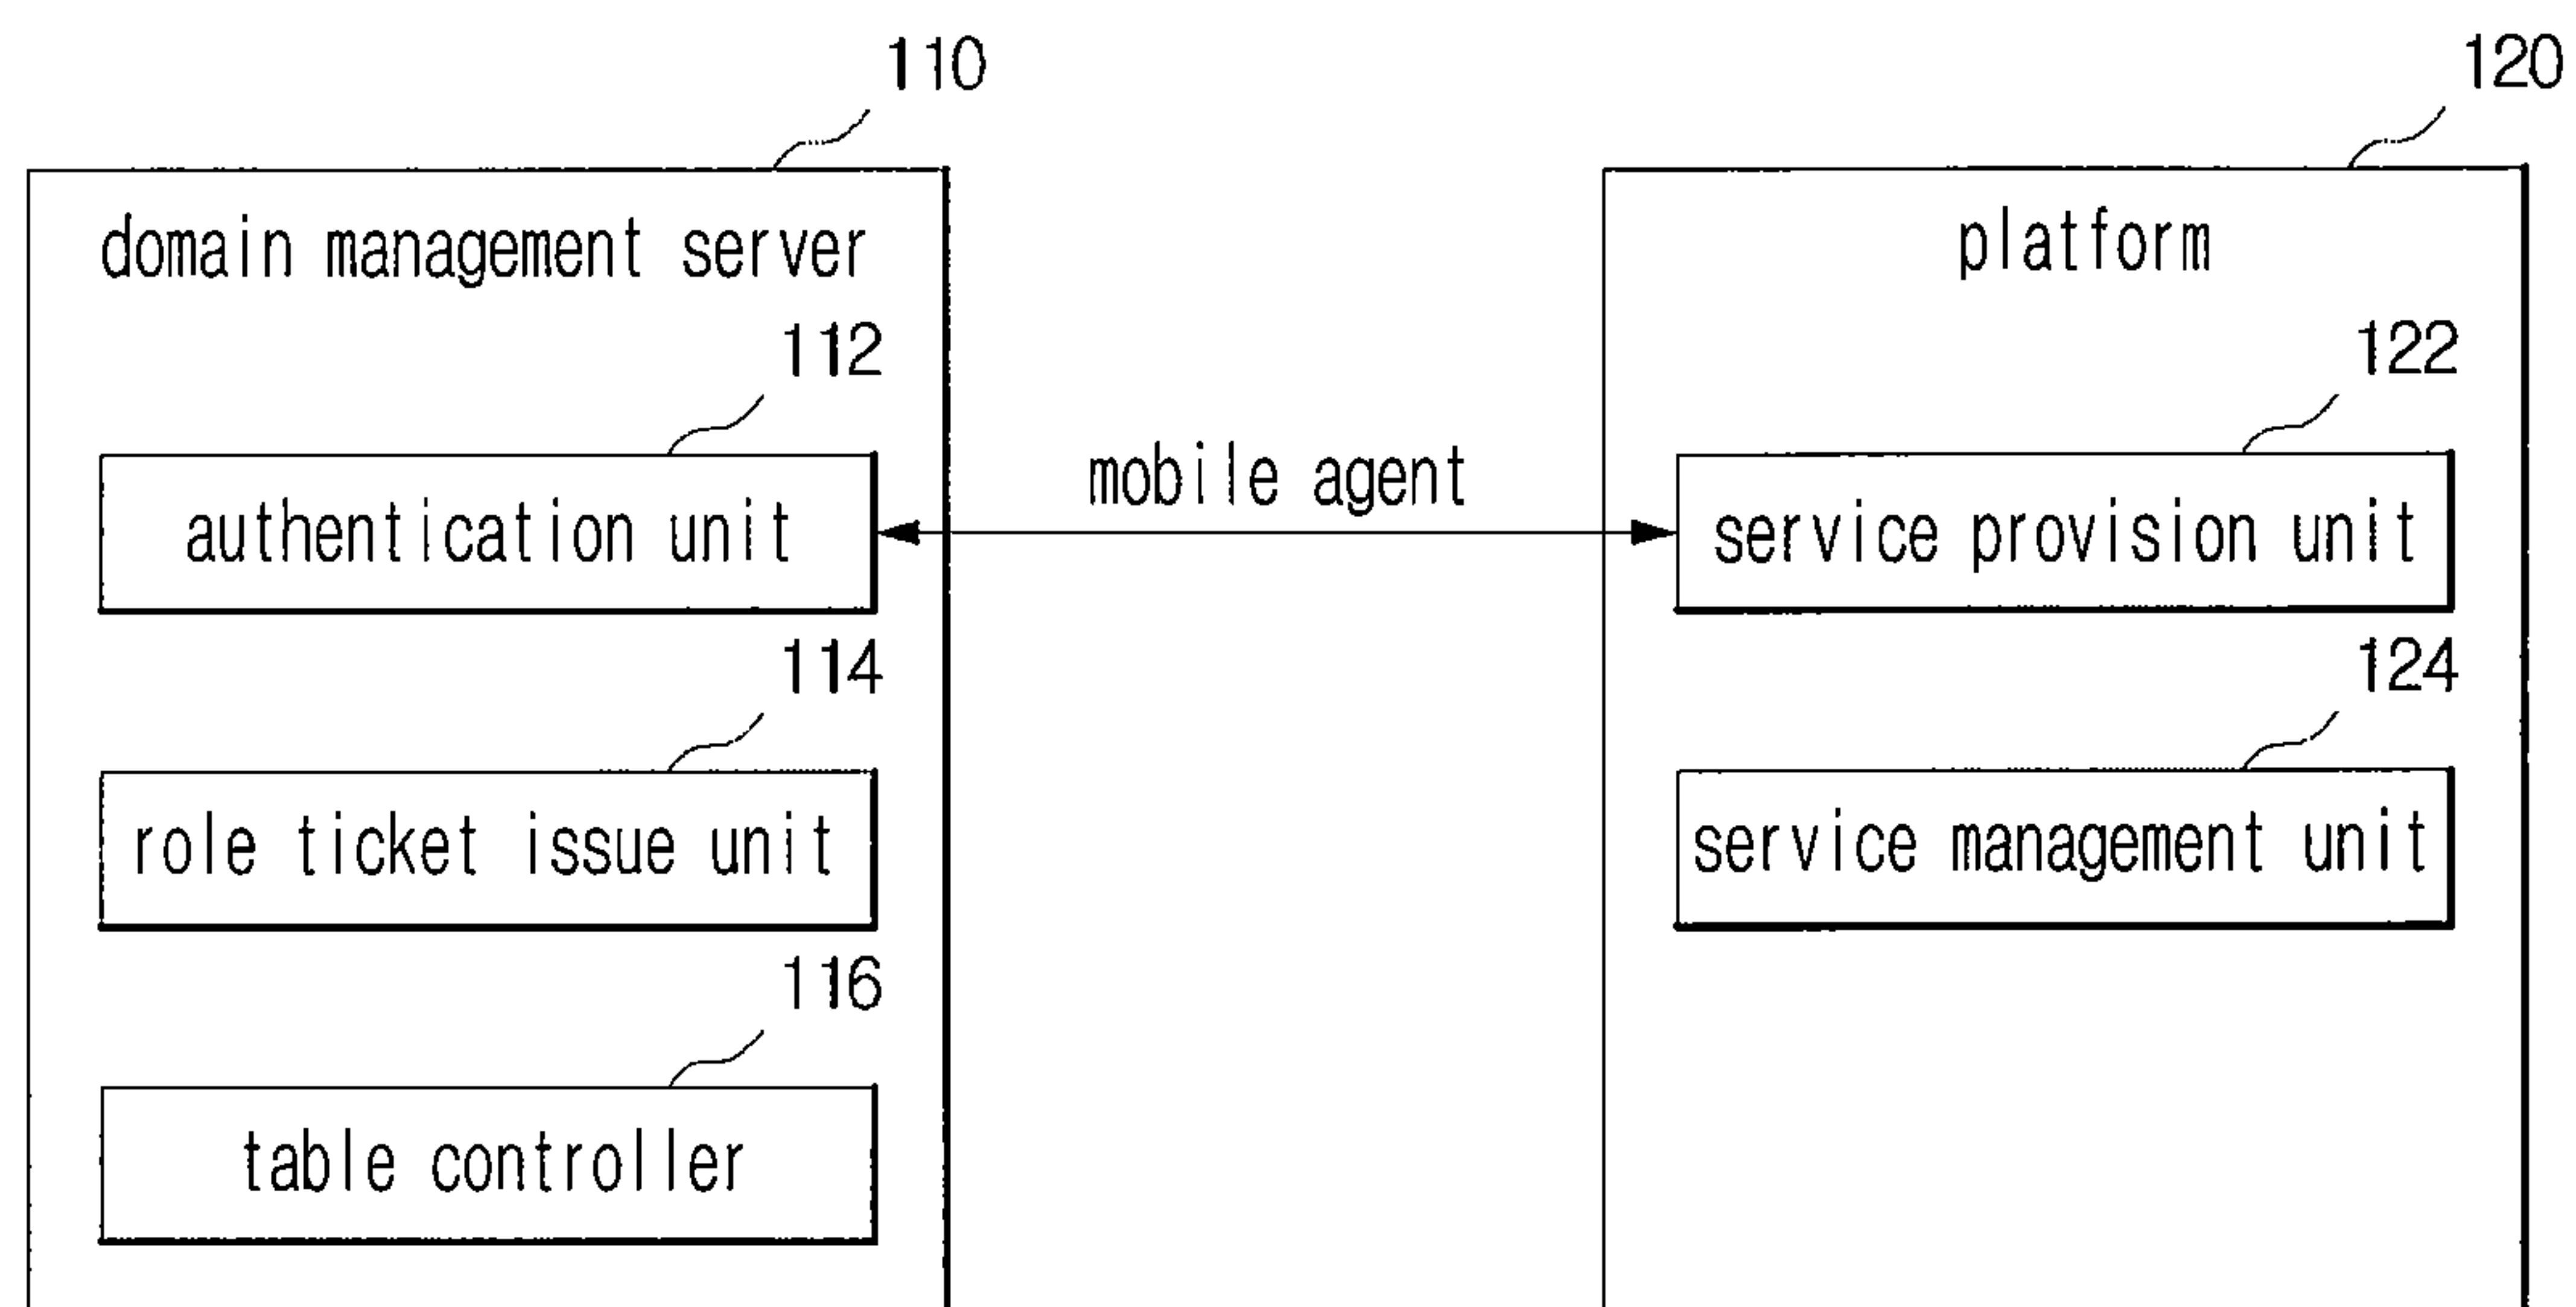 110
120
domain management server
platform
112
122
authentication unit
mobile agent
service provision unit
114
124
role ticket issue unit
service management unit
116
table controller